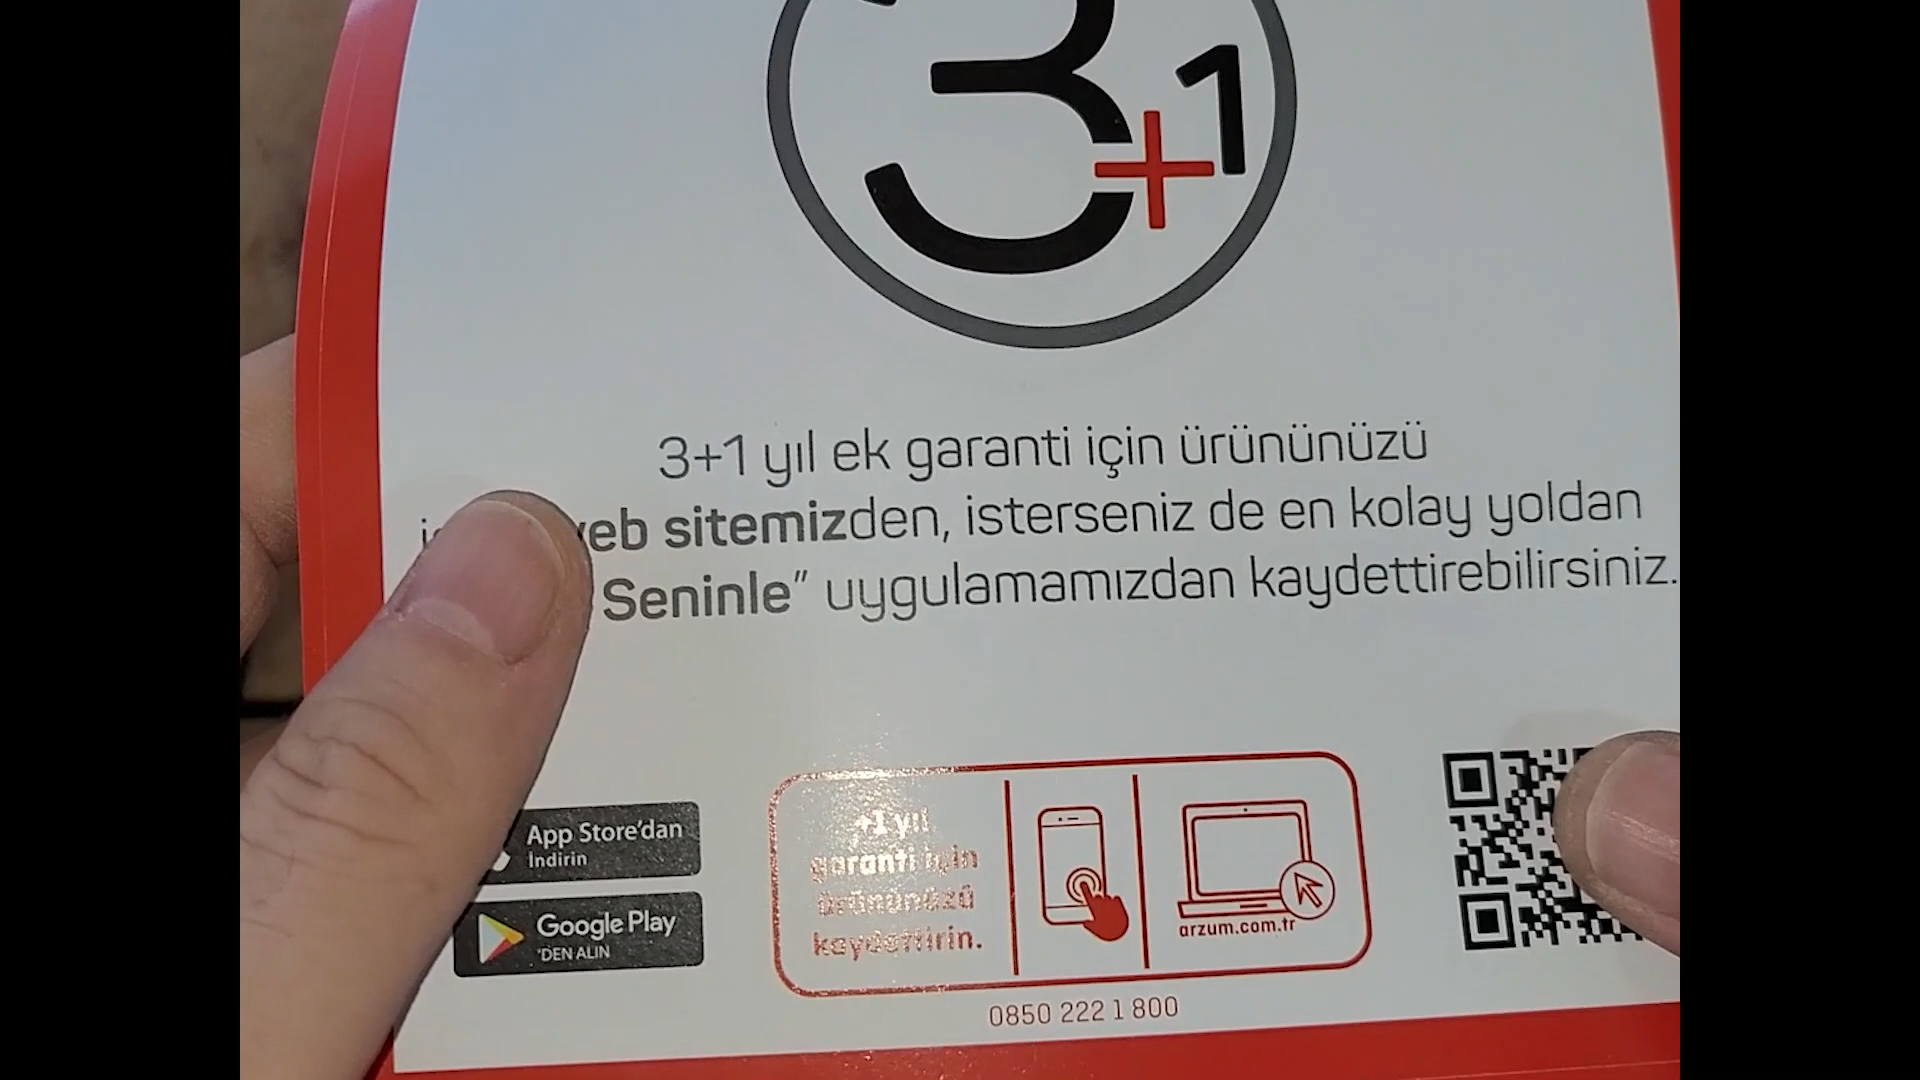 3+1
3+1 yıl ek garanti için ürününüzü
web sitemizden, isterseniz de en kolay yoldan
Seninle" uygulamamızdan kaydettirebilirsiniz.
App Store'dan
İndirin
Google Play
'DEN ALIN
+1 yıl
garanti için
ürününüzü
kaydettirin.
arzum.com.tr
0850 222 1 800